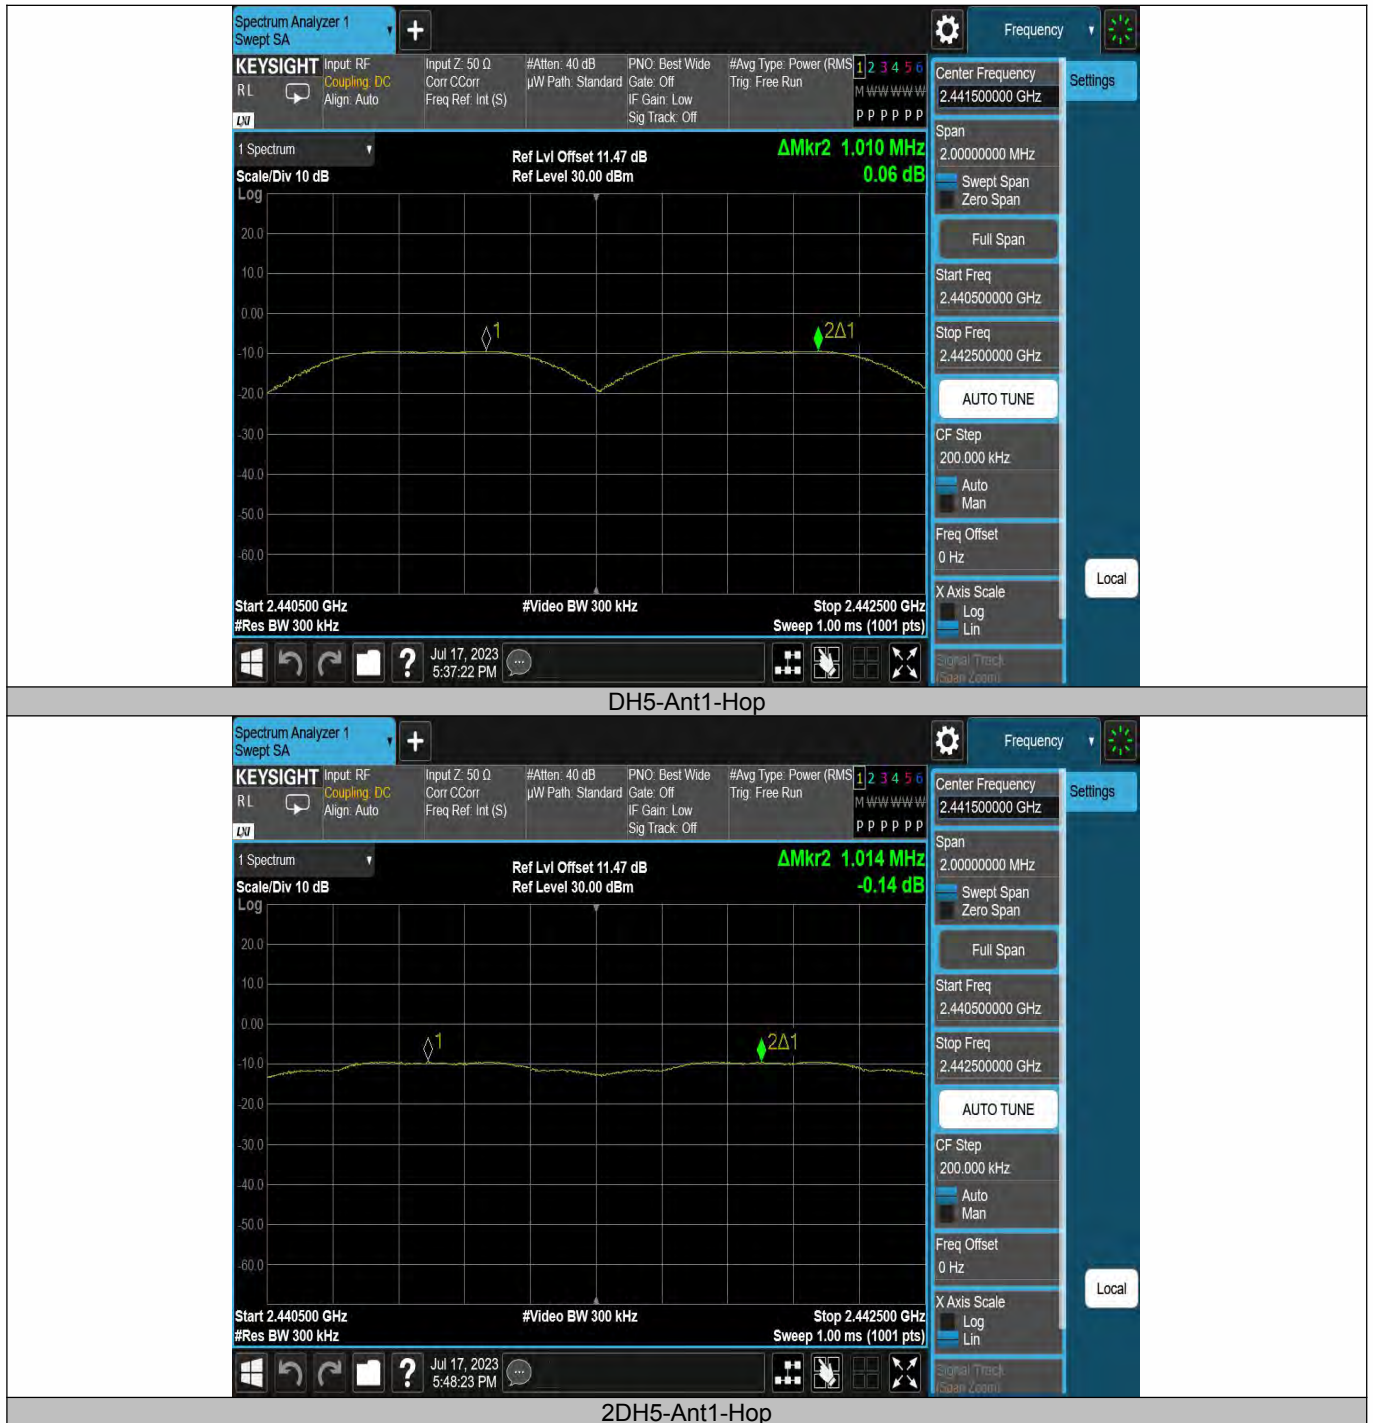 Spectrum Analyzer 1
Swept SA
+
Frequency
KEYSIGHT
RL
LXI
Input: RF
Coupling: DC
Align: Auto
Input Z: 50 Ω
Corr CCorr
Freq Ref: Int (S)
#Atten: 40 dB
µW Path: Standard
PNO: Best Wide
Gate: Off
IF Gain: Low
Sig Track: Off
#Avg Type: Power (RMS
Trig: Free Run
1 2 3 4 5 6
M W W W W W
P P P P P P
1 Spectrum
Scale/Div 10 dB
Ref Lvl Offset 11.47 dB
Ref Level 30.00 dBm
ΔMkr2 1.010 MHz
0.06 dB
Log
20.0
10.0
0.00
-10.0
-20.0
-30.0
-40.0
-50.0
-60.0
1
2Δ1
Start 2.440500 GHz
#Res BW 300 kHz
#Video BW 300 kHz
Stop 2.442500 GHz
Sweep 1.00 ms (1001 pts)
Jul 17, 2023
5:37:22 PM
?
Center Frequency
2.441500000 GHz
Settings
Span
2.00000000 MHz
Swept Span
Zero Span
Full Span
Start Freq
2.440500000 GHz
Stop Freq
2.442500000 GHz
AUTO TUNE
CF Step
200.000 kHz
Auto
Man
Freq Offset
0 Hz
X Axis Scale
Log
Lin
Signal Track
(Span Zoom)
Local
DH5-Ant1-Hop
Spectrum Analyzer 1
Swept SA
+
Frequency
KEYSIGHT
RL
LXI
Input: RF
Coupling: DC
Align: Auto
Input Z: 50 Ω
Corr CCorr
Freq Ref: Int (S)
#Atten: 40 dB
µW Path: Standard
PNO: Best Wide
Gate: Off
IF Gain: Low
Sig Track: Off
#Avg Type: Power (RMS
Trig: Free Run
1 2 3 4 5 6
M W W W W W
P P P P P P
1 Spectrum
Scale/Div 10 dB
Ref Lvl Offset 11.47 dB
Ref Level 30.00 dBm
ΔMkr2 1.014 MHz
-0.14 dB
Log
20.0
10.0
0.00
-10.0
-20.0
-30.0
-40.0
-50.0
-60.0
1
2Δ1
Start 2.440500 GHz
#Res BW 300 kHz
#Video BW 300 kHz
Stop 2.442500 GHz
Sweep 1.00 ms (1001 pts)
Jul 17, 2023
5:48:23 PM
?
Center Frequency
2.441500000 GHz
Settings
Span
2.00000000 MHz
Swept Span
Zero Span
Full Span
Start Freq
2.440500000 GHz
Stop Freq
2.442500000 GHz
AUTO TUNE
CF Step
200.000 kHz
Auto
Man
Freq Offset
0 Hz
X Axis Scale
Log
Lin
Signal Track
(Span Zoom)
Local
2DH5-Ant1-Hop